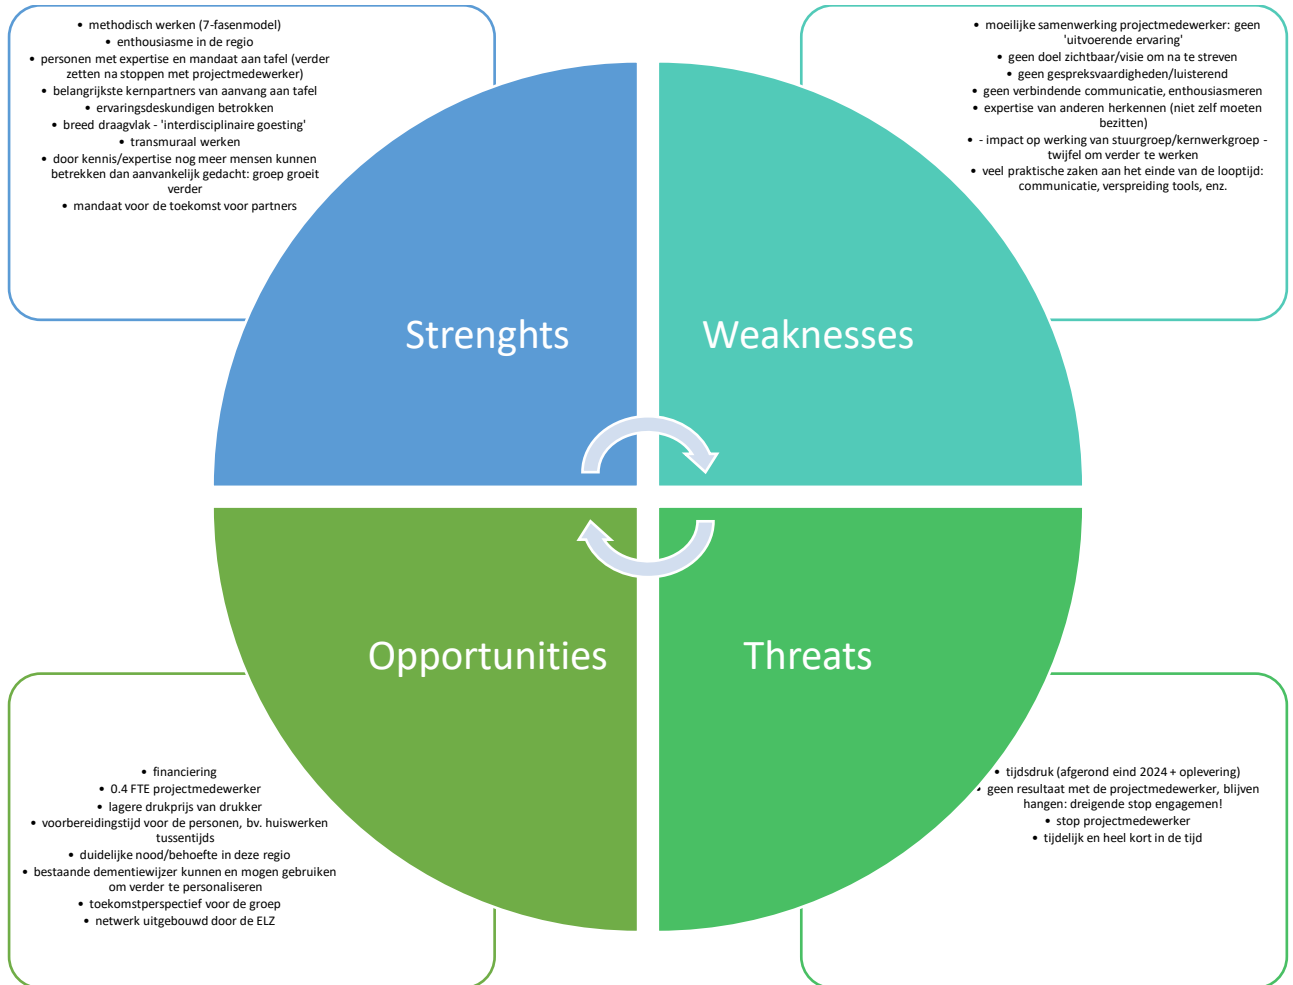 • methodisch werken (7-fasenmodel)
• enthousiasme in de regio
• personen met expertise en mandaat aan tafel (verder
zetten na stoppen met projectmedewerker)
• belangrijkste kernpartners van aanvang aan tafel
• ervaringsdeskundigen betrokken
• breed draagvlak - 'interdisciplinaire goesting'
• transmuraal werken
• door kennis/expertise nog meer mensen kunnen
betrekken dan aanvankelijk gedacht: groep groeit
verder
• mandaat voor de toekomst voor partners
• moeilijke samenwerking projectmedewerker: geen
'uitvoerende ervaring'
• geen doel zichtbaar/visie om na te streven
• geen gespreksvaardigheden/luisterend
• geen verbindende communicatie, enthousiasmeren
• expertise van anderen herkennen (niet zelf moeten
bezitten)
• - impact op werking van stuurgroep/kernwerkgroep -
twijfel om verder te werken
• veel praktische zaken aan het einde van de looptijd:
communicatie, verspreiding tools, enz.
Strenghts
Weaknesses
Opportunities
Threats
• financiering
• 0.4 FTE projectmedewerker
• lagere drukprijs van drukker
• voorbereidingstijd voor de personen, bv. huiswerken
tussentijds
• duidelijke nood/behoefte in deze regio
• bestaande dementiewijzer kunnen en mogen gebruiken
om verder te personaliseren
• toekomstperspectief voor de groep
• netwerk uitgebouwd door de ELZ
• tijdsdruk (afgerond eind 2024 + oplevering)
• geen resultaat met de projectmedewerker, blijven
hangen: dreigende stop engagemen!
• stop projectmedewerker
• tijdelijk en heel kort in de tijd